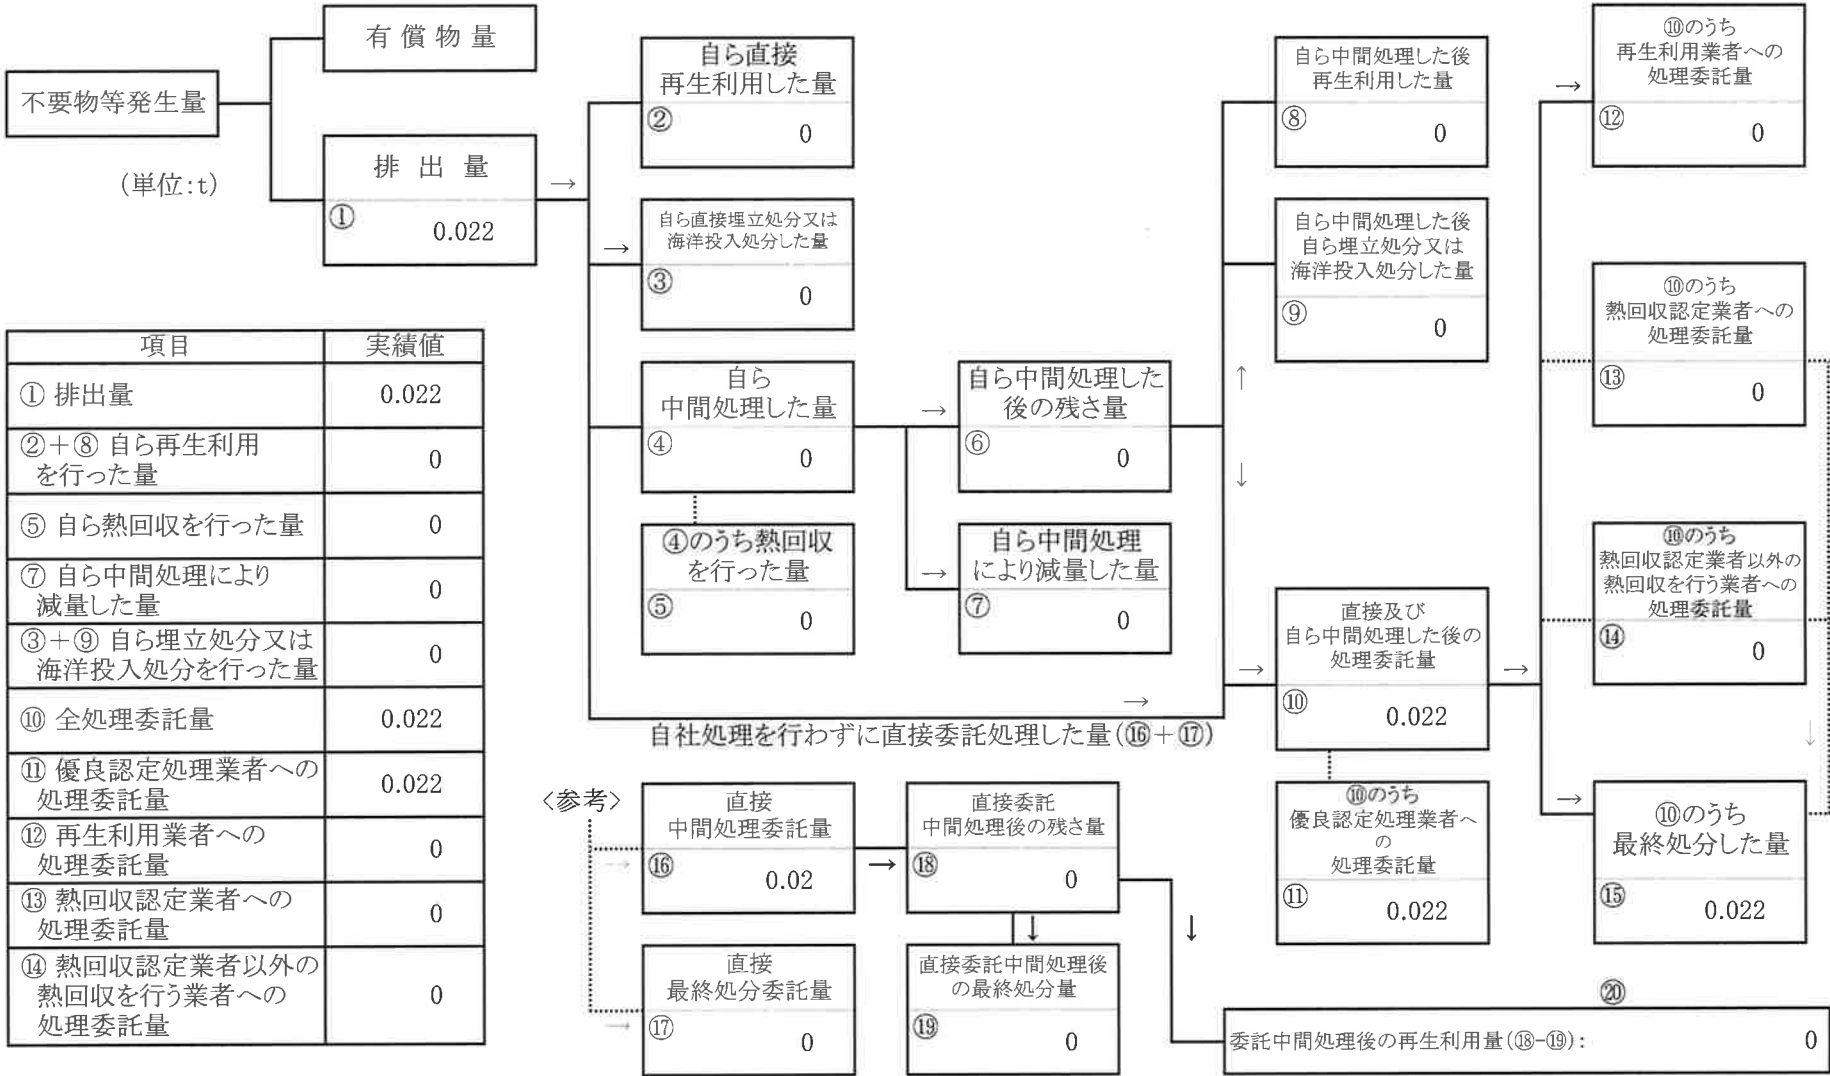 不要物等発生量
(単位:t)
有償物量
排出量
① 0.022
→
自ら直接
再生利用した量
② 0
→
自ら直接埋立処分又は
海洋投入処分した量
③ 0
自ら
中間処理した量
④ 0
④のうち熱回収
を行った量
⑤ 0
→
自ら中間処理した
後の残さ量
⑥ 0
→
自ら中間処理
により減量した量
⑦ 0
→
自社処理を行わずに直接委託処理した量(⑯+⑰)
自ら中間処理した後
再生利用した量
⑧ 0
自ら中間処理した後
自ら埋立処分又は
海洋投入処分した量
⑨ 0
↑
↓
→
直接及び
自ら中間処理した後の
処理委託量
⑩ 0.022
⑩のうち
優良認定処理業者へ
の
処理委託量
⑪ 0.022
→
→
⑩のうち
再生利用業者への
処理委託量
⑫ 0
⑩のうち
熱回収認定業者への
処理委託量
⑬ 0
⑩のうち
熱回収認定業者以外の
熱回収を行う業者への
処理委託量
⑭ 0
↓
→
⑩のうち
最終処分した量
⑮ 0.022
項目 実績値
① 排出量 0.022
②+⑧ 自ら再生利用
を行った量 0
⑤ 自ら熱回収を行った量 0
⑦ 自ら中間処理により
減量した量 0
③+⑨ 自ら埋立処分又は
海洋投入処分を行った量 0
⑩ 全処理委託量 0.022
⑪ 優良認定処理業者への
処理委託量 0.022
⑫ 再生利用業者への
処理委託量 0
⑬ 熱回収認定業者への
処理委託量 0
⑭ 熱回収認定業者以外の
熱回収を行う業者への
処理委託量 0
〈参考〉
→
直接
中間処理委託量
⑯ 0.02
→
直接
最終処分委託量
⑰ 0
→
直接委託
中間処理後の残さ量
⑱ 0
↓
直接委託中間処理後
の最終処分量
⑲ 0
↓
⑳
委託中間処理後の再生利用量(⑱-⑲): 0